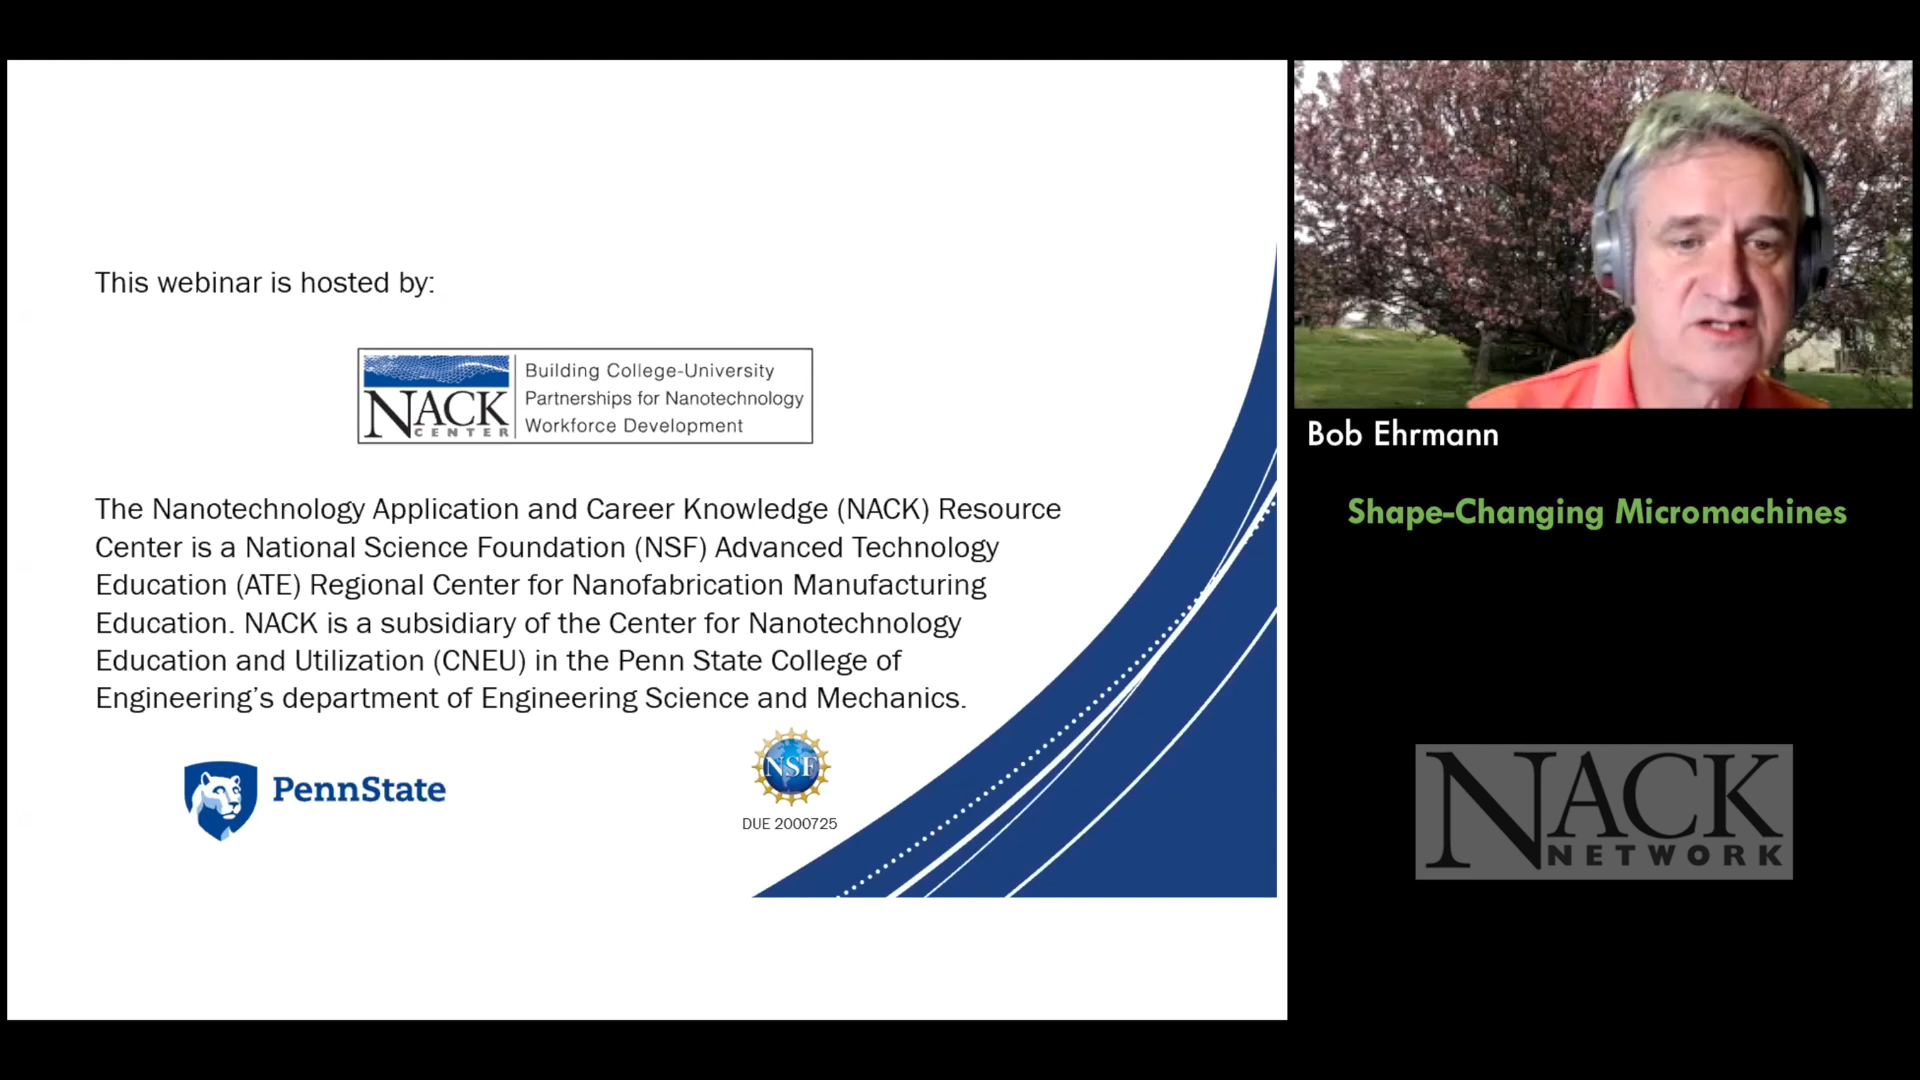 This webinar is hosted by:
NACK
CENTER
Building College-University
Partnerships for Nanotechnology
Workforce Development
The Nanotechnology Application and Career Knowledge (NACK) Resource
Center is a National Science Foundation (NSF) Advanced Technology
Education (ATE) Regional Center for Nanofabrication Manufacturing
Education. NACK is a subsidiary of the Center for Nanotechnology
Education and Utilization (CNEU) in the Penn State College of
Engineering’s department of Engineering Science and Mechanics.
PennState
NSF
DUE 2000725
Bob Ehrmann
Shape-Changing Micromachines
NACK
NETWORK